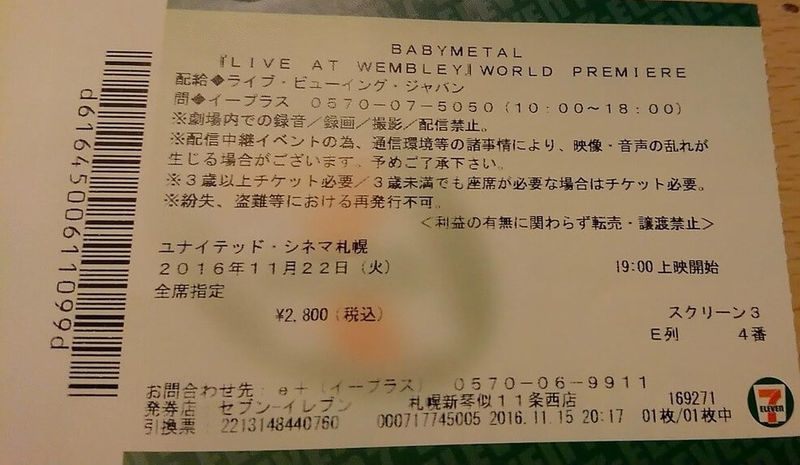 BABYMETAL
『LIVE AT WEMBLEY』WORLD PREMIERE
配給◆ライブ・ビューイング・ジャパン
問◆イープラス 0570-07-5050(10:00~18:00)
※劇場内での録音/録画/撮影/配信禁止。
※配信中継イベントの為、通信環境等の諸事情により、映像・音声の乱れが
生じる場合がございます、予めご了承下さい。
※3歳以上チケット必要/3歳未満でも座席が必要な場合はチケット必要。
※紛失、盗難等における再発行不可。
<利益の有無に関わらず転売・譲渡禁止>
ユナイテッド・シネマ札幌
2016年11月22日(火) 19:00上映開始
全席指定
¥2,800(税込) スクリーン3
E列 4番
お問合わせ先:e+(イープラス) 0570-06-9911
発券店 セブン-イレブン 札幌新琴似11条西店 169271
引換票:2213148440760 000717745005 2016.11.15 20:17 01枚/01枚中
7 ELEVEN
d6164500611099d